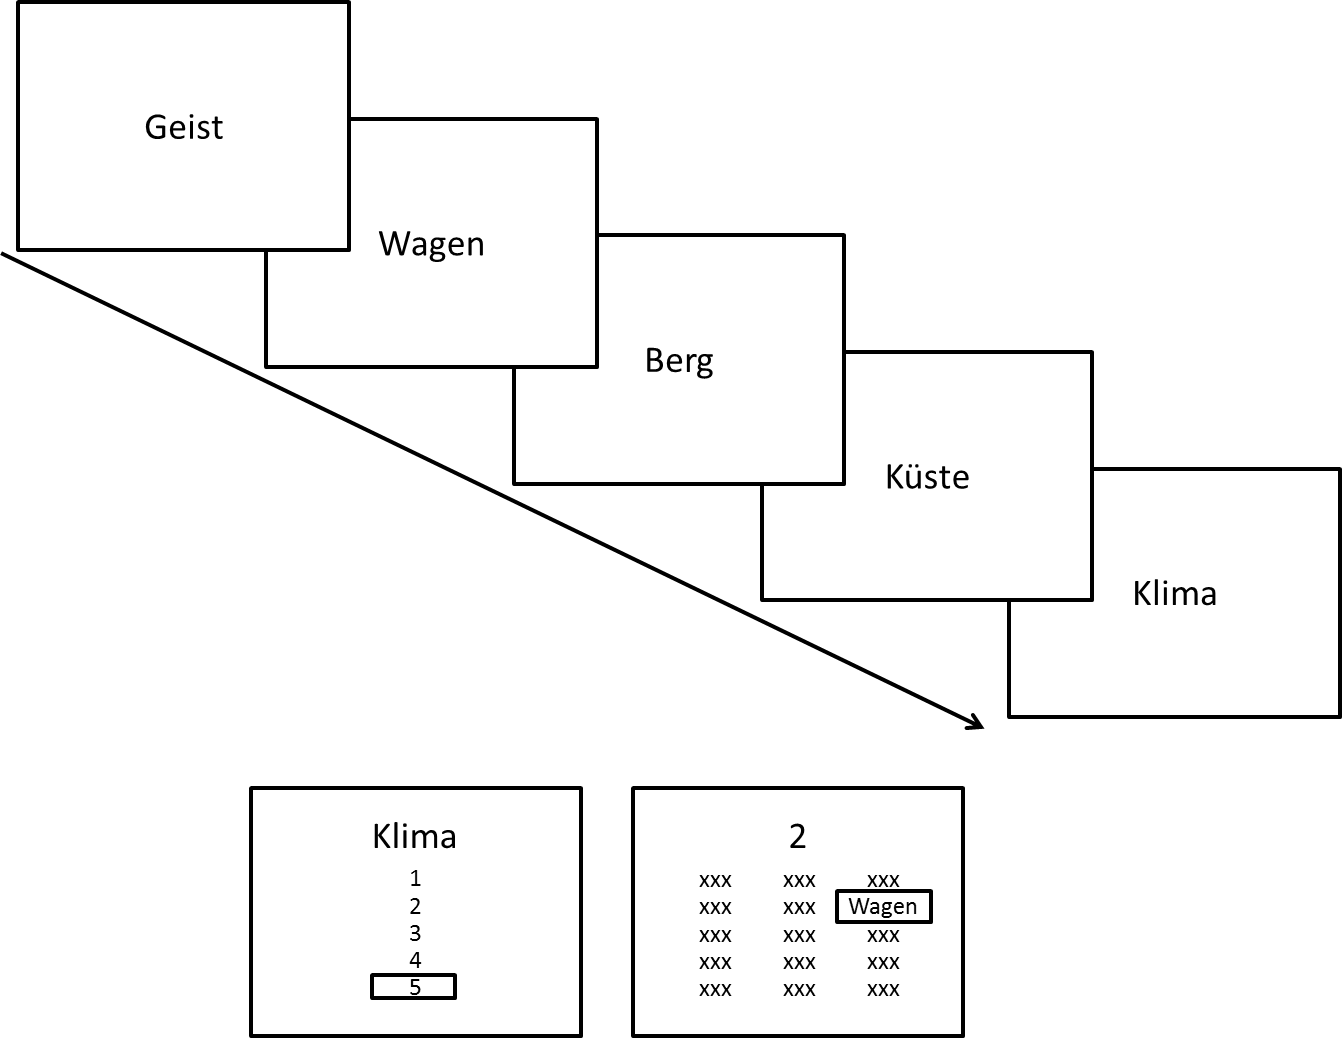 Geist
Wagen
Berg
Küste
Klima
Klima
1
2
3
4
5
2
xxx xxx xxx
xxx xxx Wagen
xxx xxx xxx
xxx xxx xxx
xxx xxx xxx